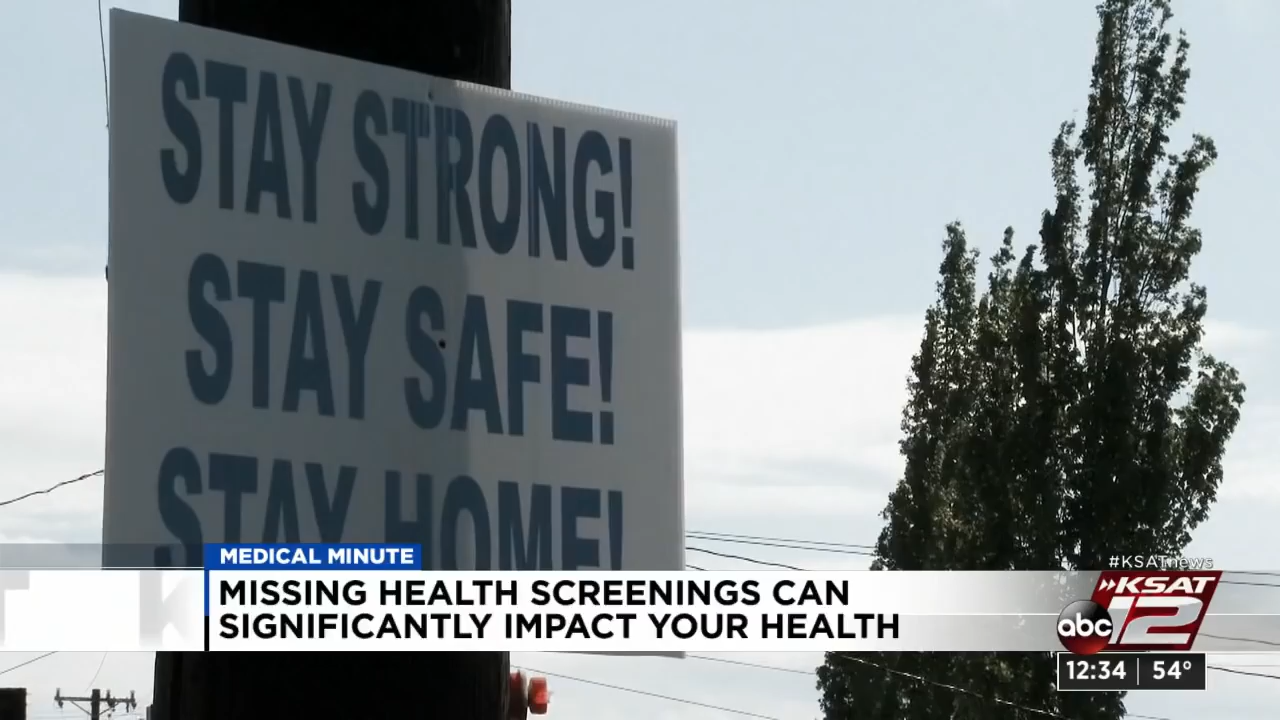 STAY STRONG!
STAY SAFE!
STAY HOME!
MEDICAL MINUTE
MISSING HEALTH SCREENINGS CAN
SIGNIFICANTLY IMPACT YOUR HEALTH
#KSATnews
KSAT
abc 12
12:34 54°